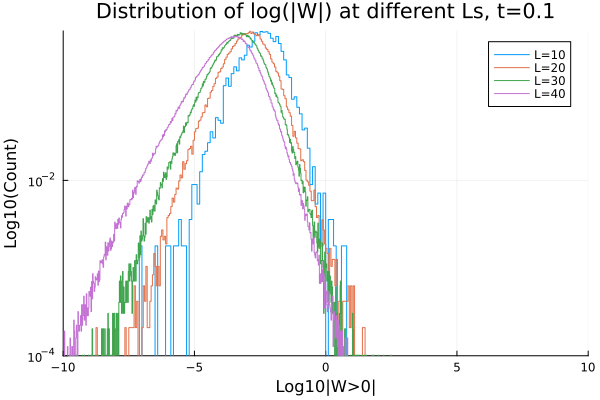 Distribution of log(|W|) at different Ls, t=0.1
L=10
L=20
L=30
L=40
Log10(Count)
10⁻²
10⁻⁴
−10
−5
0
5
10
Log10|W>0|